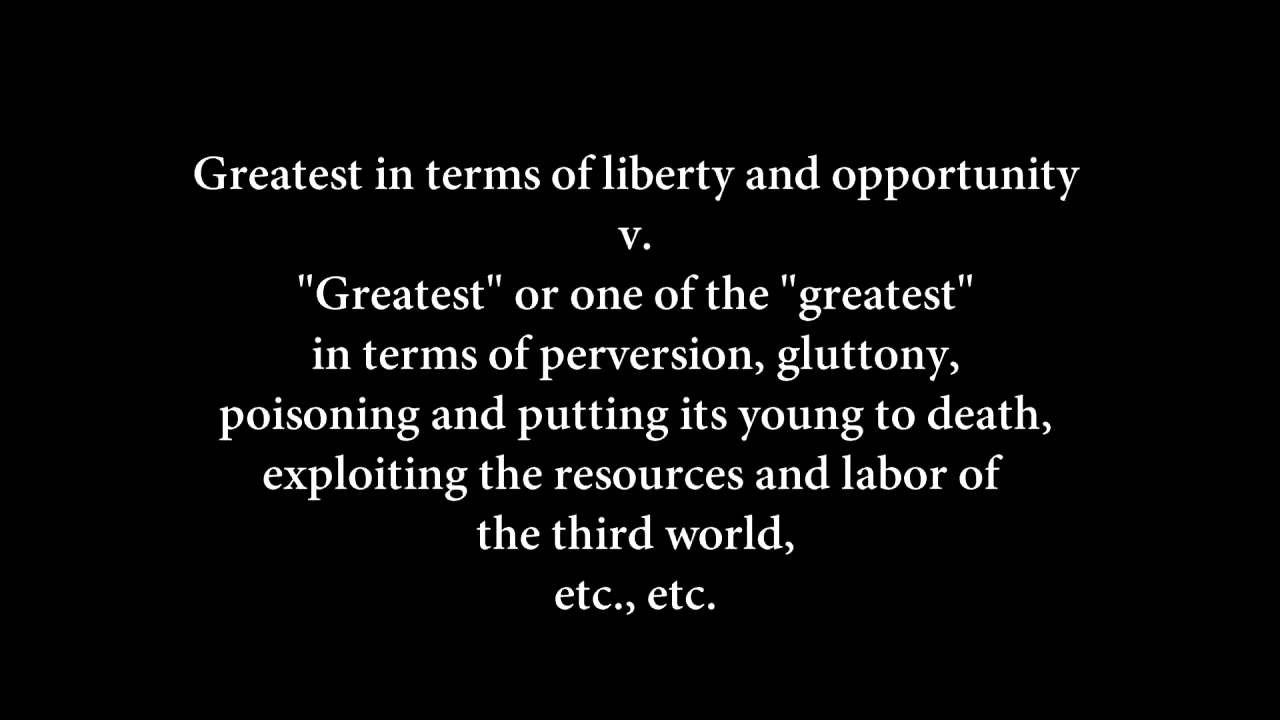 Greatest in terms of liberty and opportunity
v.
"Greatest" or one of the "greatest"
in terms of perversion, gluttony,
poisoning and putting its young to death,
exploiting the resources and labor of
the third world,
etc., etc.